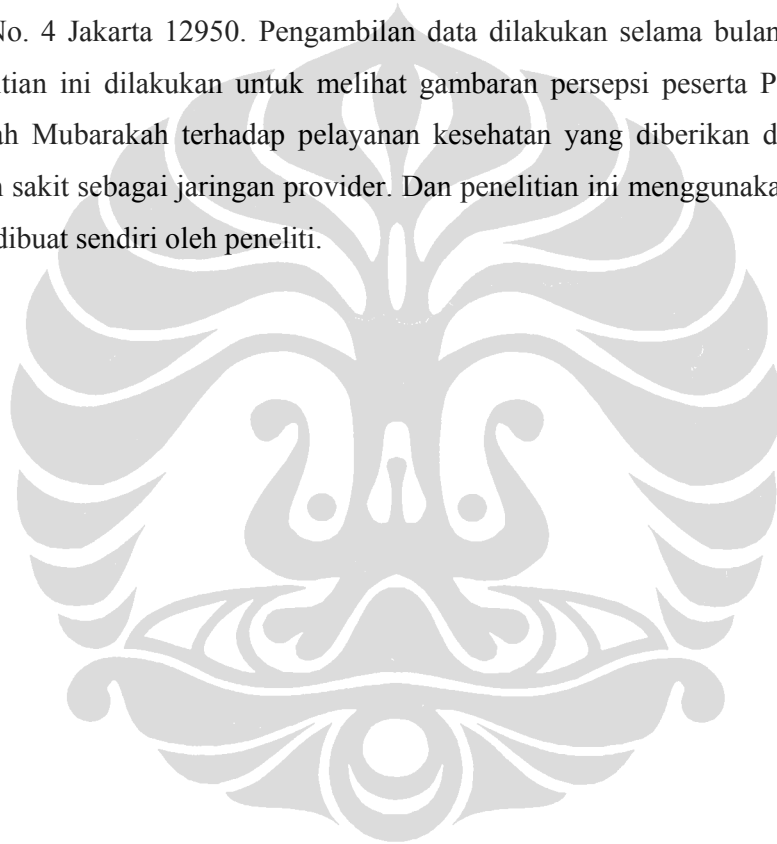 No. 4 Jakarta 12950. Pengambilan data dilakukan selama bulan
itian ini dilakukan untuk melihat gambaran persepsi peserta P
ah Mubarakah terhadap pelayanan kesehatan yang diberikan d
sakit sebagai jaringan provider. Dan penelitian ini menggunaka
dibuat sendiri oleh peneliti.